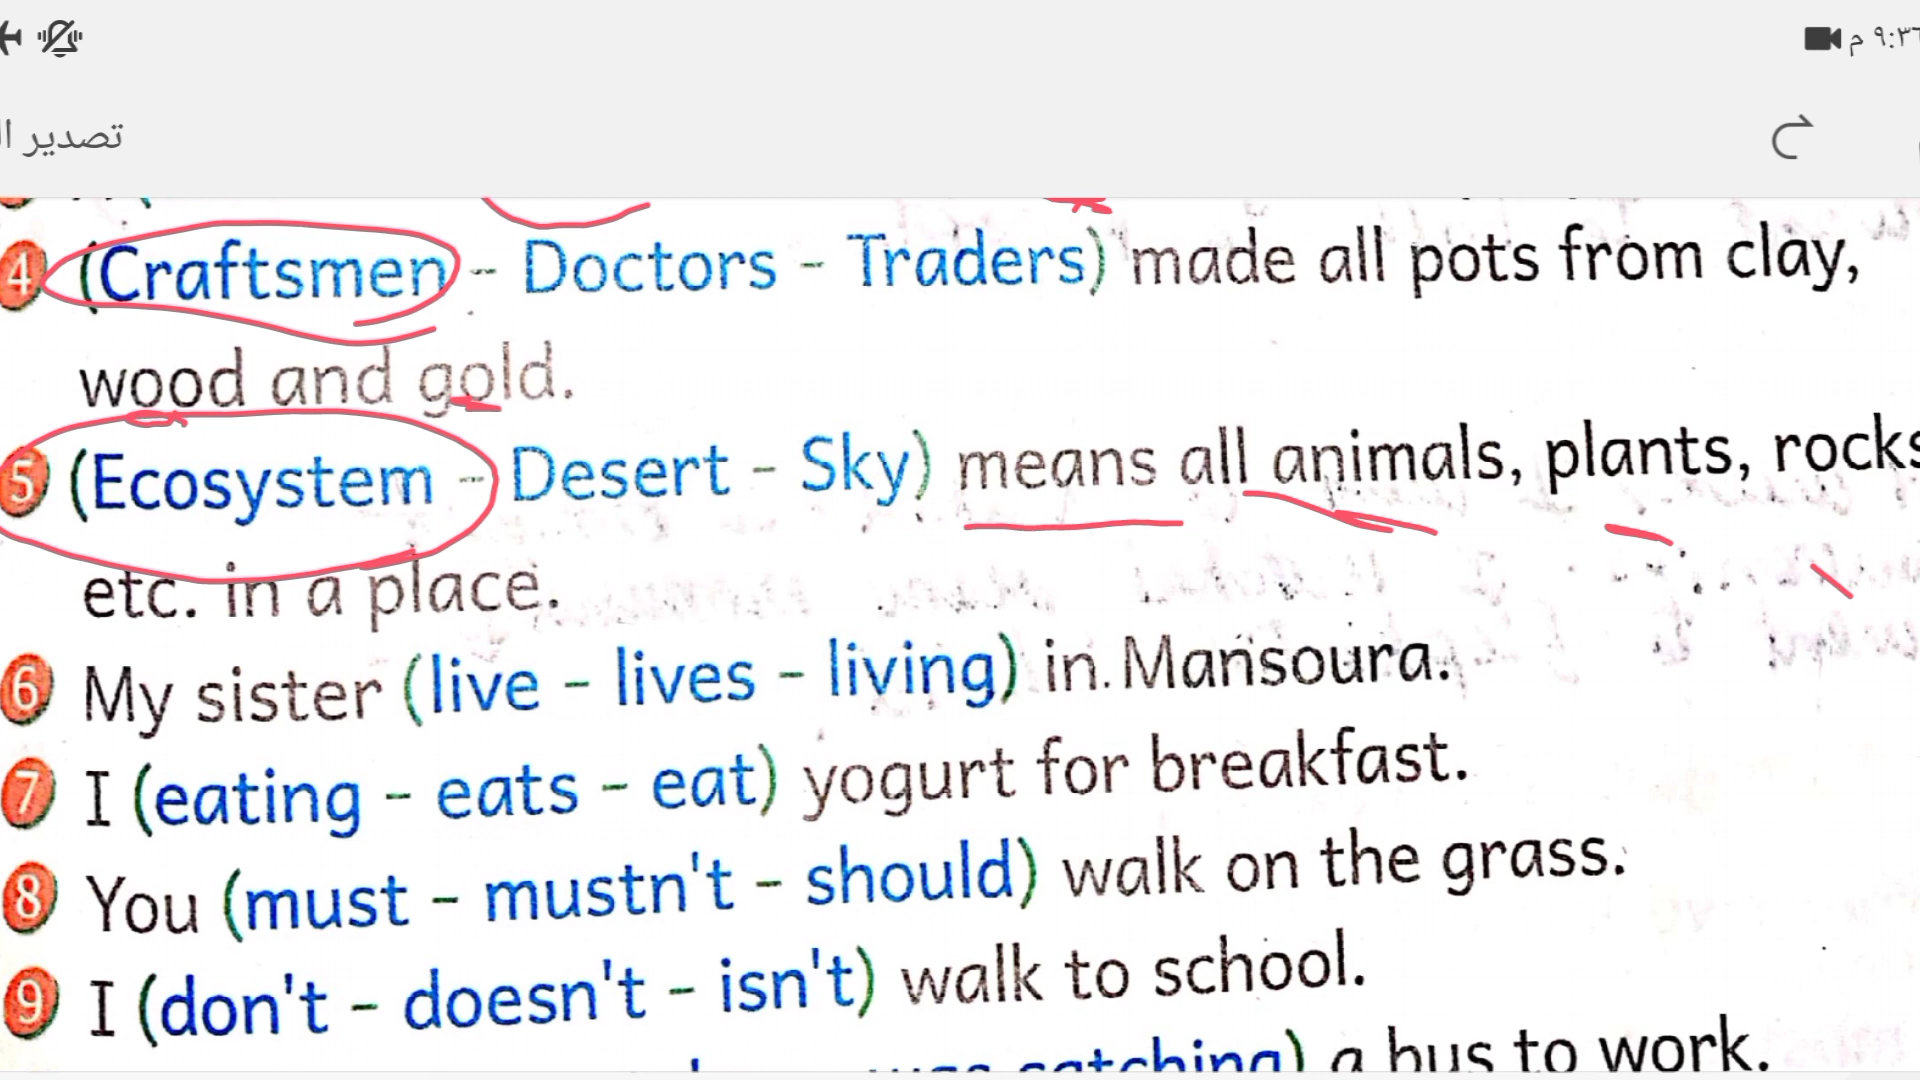 م ٩:٣٦
تصدير
4 (Craftsmen - Doctors - Traders) made all pots from clay,
wood and gold.
5 (Ecosystem - Desert - Sky) means all animals, plants, rocks
etc. in a place.
6 My sister (live - lives - living) in Mansoura.
7 I (eating - eats - eat) yogurt for breakfast.
8 You (must - mustn't - should) walk on the grass.
9 I (don't - doesn't - isn't) walk to school.
catching) a bus to work.